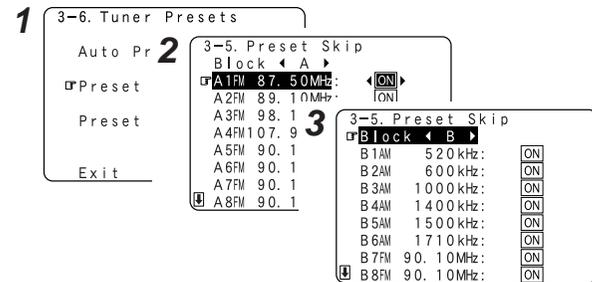 1
3-6. Tuner Presets
Auto Pr
☞Preset
Preset
Exit
2
3-5. Preset Skip
Block ◀ A ▶
☞A1FM 87. 50MHz: ◀ ON ▶
A2FM 89. 10MHz: ON
A3FM 98. 1
A4FM107. 9
A5FM 90. 1
A6FM 90. 1
A7FM 90. 1
A8FM 90. 1
3
3-5. Preset Skip
☞Block ◀ B ▶
B1AM 520kHz: ON
B2AM 600kHz: ON
B3AM 1000kHz: ON
B4AM 1400kHz: ON
B5AM 1500kHz: ON
B6AM 1710kHz: ON
B7FM 90. 10MHz: ON
B8FM 90. 10MHz: ON